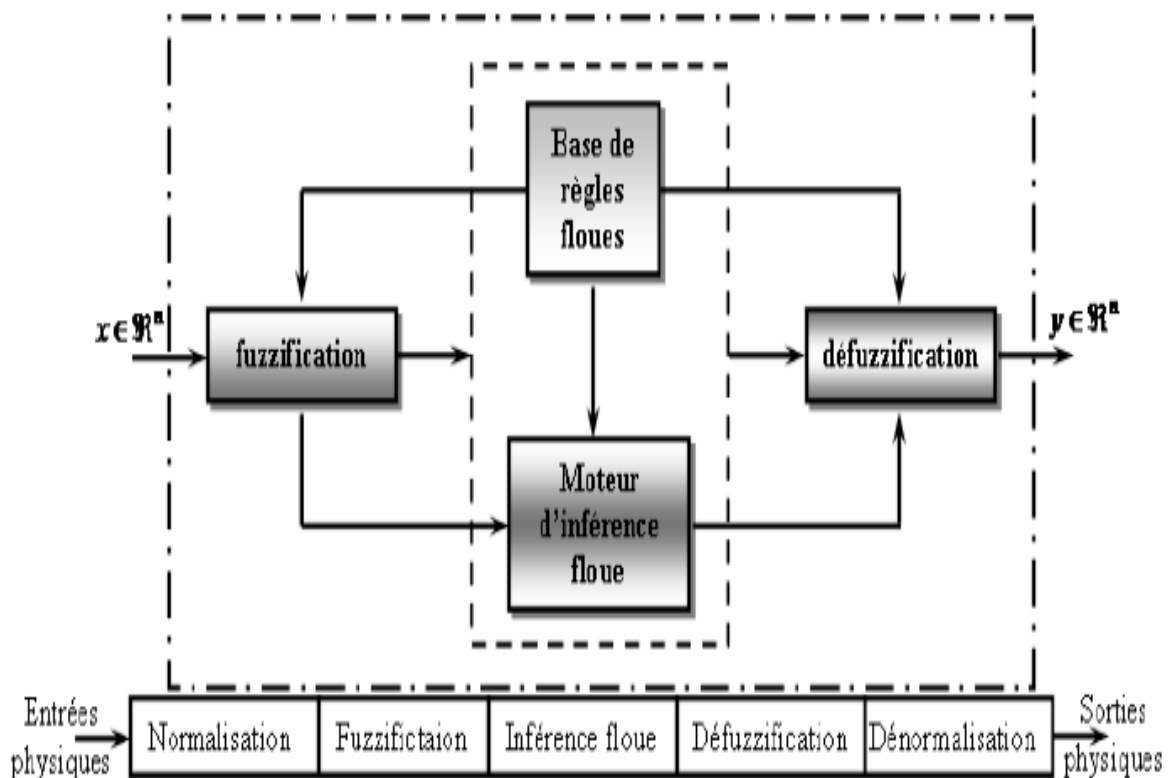 Base de
règles
floues
x∈ℜⁿ
fuzzification
défuzzification
y∈ℜⁿ
Moteur
d'inférence
floue
Entrées
physiques
Normalisation
Fuzzifictaion
Inférence floue
Défuzzification
Dénormalisation
Sorties
physiques